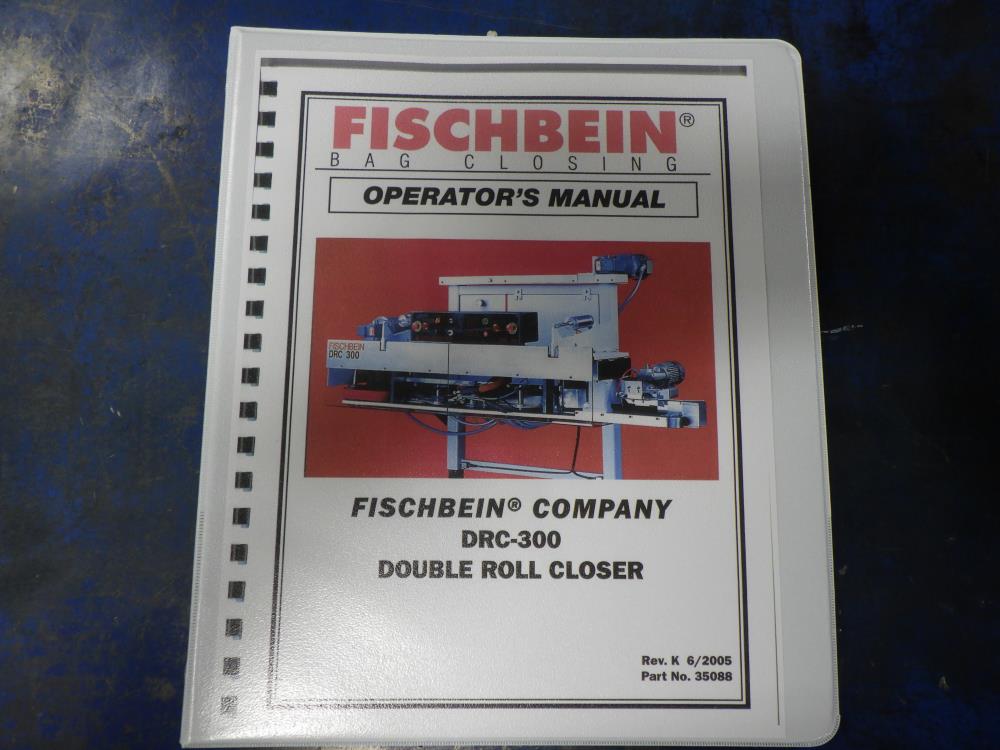 FISCHBEIN®
BAG CLOSING
OPERATOR'S MANUAL
FISCHBEIN
DRC 300
FISCHBEIN® COMPANY
DRC-300
DOUBLE ROLL CLOSER
Rev. K 6/2005
Part No. 35088